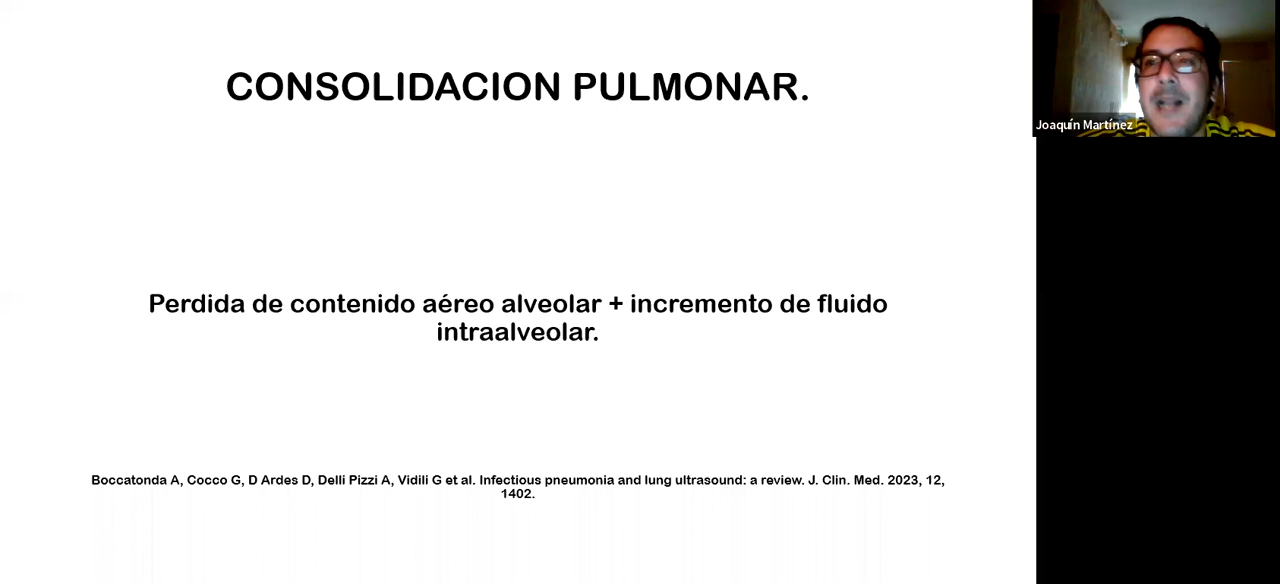 CONSOLIDACION PULMONAR.
Joaquín Martínez
Perdida de contenido aéreo alveolar + incremento de fluido
intraalveolar.
Boccatonda A, Cocco G, D Ardes D, Delli Pizzi A, Vidili G et al. Infectious pneumonia and lung ultrasound: a review. J. Clin. Med. 2023, 12,
1402.